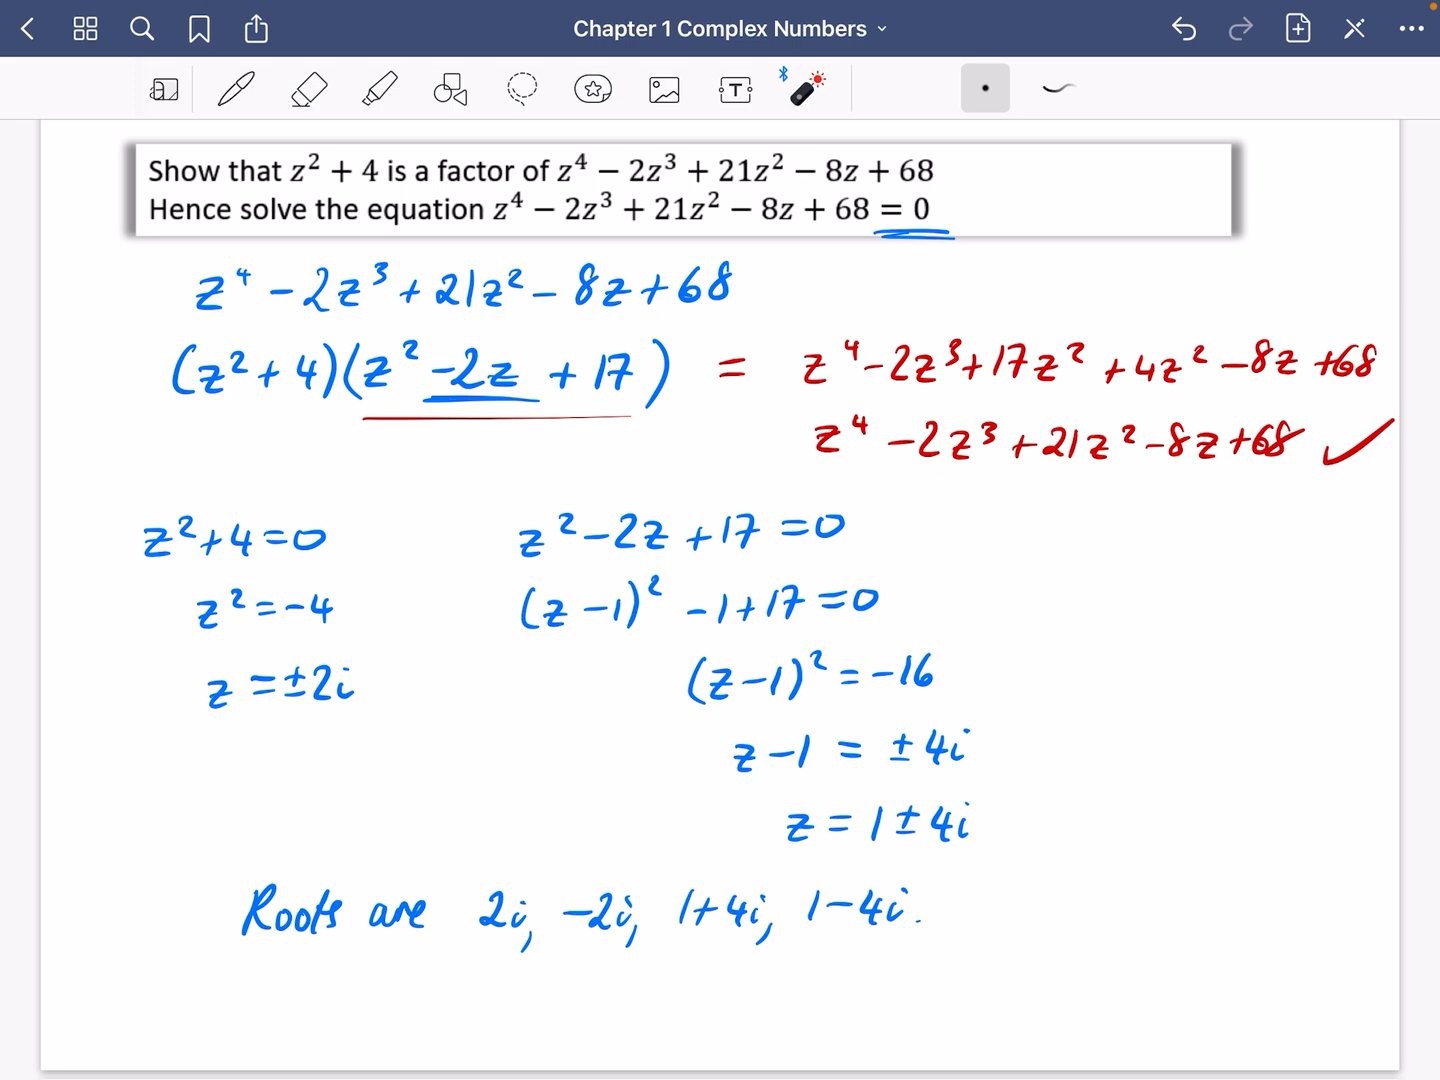 Chapter 1 Complex Numbers
Show that z² + 4 is a factor of z⁴ − 2z³ + 21z² − 8z + 68
Hence solve the equation z⁴ − 2z³ + 21z² − 8z + 68 = 0
z⁴ − 2z³ + 21z² − 8z + 68
(z² + 4)(z² − 2z + 17) = z⁴ − 2z³ + 17z² + 4z² − 8z + 68
z⁴ − 2z³ + 21z² − 8z + 68 ✓
z² + 4 = 0
z² = −4
z = ±2i
z² − 2z + 17 = 0
(z − 1)² − 1 + 17 = 0
(z − 1)² = −16
z − 1 = ±4i
z = 1 ± 4i
Roots are 2i, −2i, 1 + 4i, 1 − 4i.